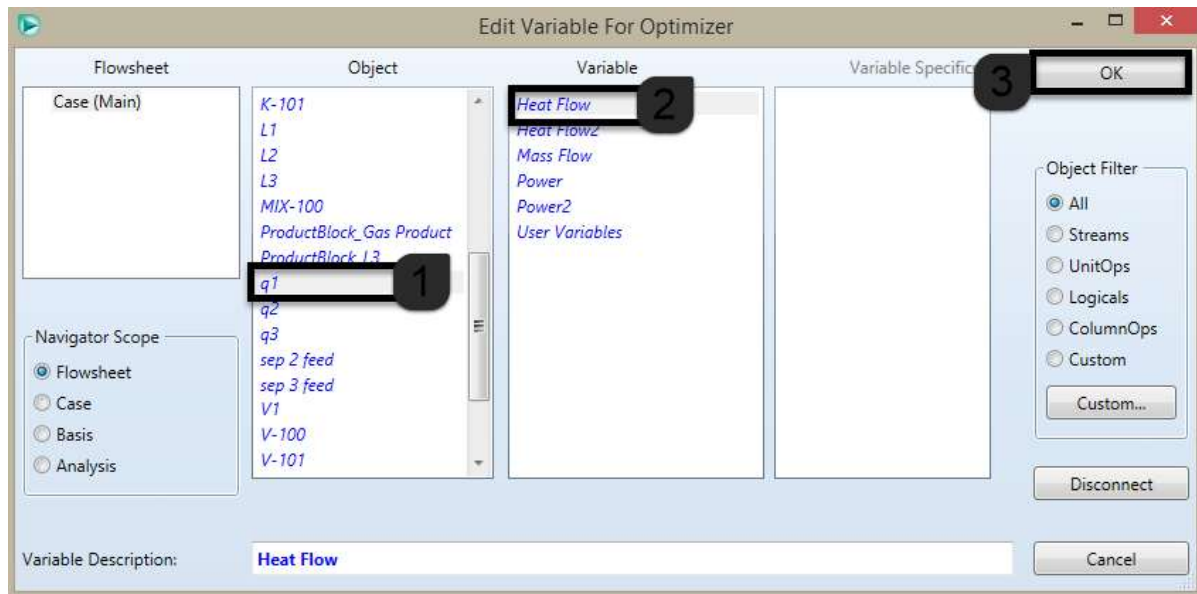 Edit Variable For Optimizer
Flowsheet
Object
Variable
Variable Specifics
OK
3
Case (Main)
K-101
L1
L2
L3
MIX-100
ProductBlock_Gas Product
ProductBlock_L3
q1
1
q2
q3
sep 2 feed
sep 3 feed
V1
V-100
V-101
Heat Flow
2
Heat Flow2
Mass Flow
Power
Power2
User Variables
Object Filter
All
Streams
UnitOps
Logicals
ColumnOps
Custom
Custom...
Navigator Scope
Flowsheet
Case
Basis
Analysis
Disconnect
Variable Description:
Heat Flow
Cancel